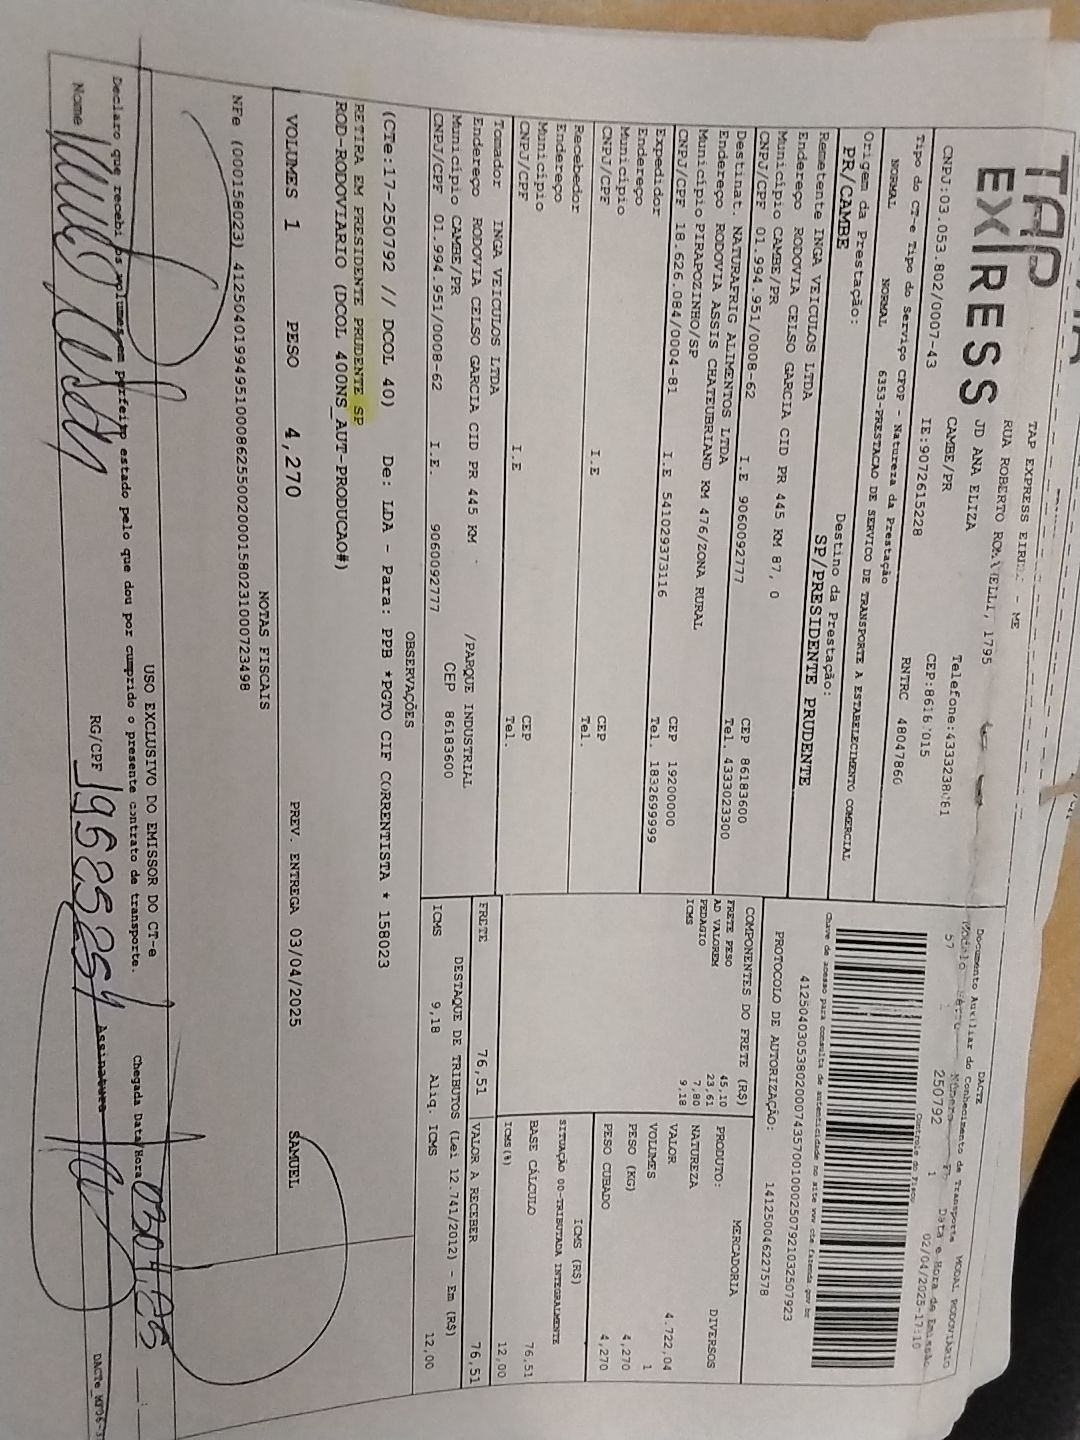 TAP
EX|RESS
TAP EXPRESS - ME
RUA ROBERTO 1795
JD ANA ELIZA
CAMBE/PR
CNPJ:03.053.802/0007-43 IE:9072615228
RNTRC 48047860
Tipo do CT-e Tipo do Serviço CFOP - Natureza da Prestação
NORMAL NORMAL 6353-PRESTACAO DE SERVICO DE TRANSPORTE A ESTABELECIMENTO COMERCIAL
Origem da Prestação: Destino da Prestação:
PR/CAMBE SP/PRESIDENTE PRUDENTE
Remetente INGA VEICULOS LTDA
Endereço RODOVIA CELSO GARCIA CID PR 445 KM 87, 0
Município CAMBE/PR CEP 86183600
CNPJ/CPF 01.994.951/0008-62 I.E 9060092777 Tel. 4333023300
Destinat. NATURAFRIG ALIMENTOS LTDA
Endereço RODOVIA ASSIS CHATEUBRIAND KM 476/ZONA RURAL
Município PIRAPOZINHO/SP CEP 19200000
CNPJ/CPF 18.626.084/0004-81 I.E 541029373116 Tel. 1832699999
Expedidor
Endereço
Município CEP
CNPJ/CPF I.E Tel.
Recebedor
Endereço
Município CEP
CNPJ/CPF I.E Tel.
Tomador INGA VEICULOS LTDA
Endereço RODOVIA CELSO GARCIA CID PR 445 KM /PARQUE INDUSTRIAL
Município CAMBE/PR CEP 86183600
CNPJ/CPF 01.994.951/0008-62 I.E. 9060092777
DACTE
Documento Auxiliar do Conhecimento de Transporte MODAL RODOVIÁRIO
Data e Hora de Emissão
57 250792 1 02/04/2025-17:10
Controle do Fisco
Chave de acesso para consulta de autenticidade no site www cte fazenda gov br
41250403053802000743570010002507921032507923
PROTOCOLO DE AUTORIZAÇÃO: 141250046227578
COMPONENTES DO FRETE (R$)
FRETE PESO 45,10
AD VALOREM 23,61
PEDAGIO 7,80
ICMS 9,18
MERCADORIA
PRODUTO: DIVERSOS
NATUREZA
VALOR 4.722,04
VOLUMES 1
PESO (KG) 4,270
PESO CUBADO 4,270
ICMS (R$)
SITUAÇÃO 00-TRIBUTADA INTEGRALMENTE
BASE CÁLCULO 76,51
ICMS(%) 12,00
FRETE 76,51 VALOR A RECEBER 76,51
DESTAQUE DE TRIBUTOS (Lei 12.741/2012) - Em (R$)
ICMS 9,18 Aliq. ICMS 12,00
OBSERVAÇÕES
(CTe:17-250792 // DCOL 40) De: LDA - Para: PPB *PGTO CIF CORRENTISTA * 158023
RETIRA EM PRESIDENTE PRUDENTE SP
ROD-RODOVIARIO (DCOL 400NS_AUT-PRODUCAO#)
VOLUMES 1 PESO 4,270 PREV. ENTREGA 03/04/2025 SAMUEL
NOTAS FISCAIS
NFe (000158023) 41250401994951000862550020001580231000723498
USO EXCLUSIVO DO EMISSOR DO CT-e
Declaro que recebi os volumes em perfeito estado pelo que dou por cumprido o presente contrato de transporte.
Chegada Data/Hora
Nome RG/CPF Assinatura